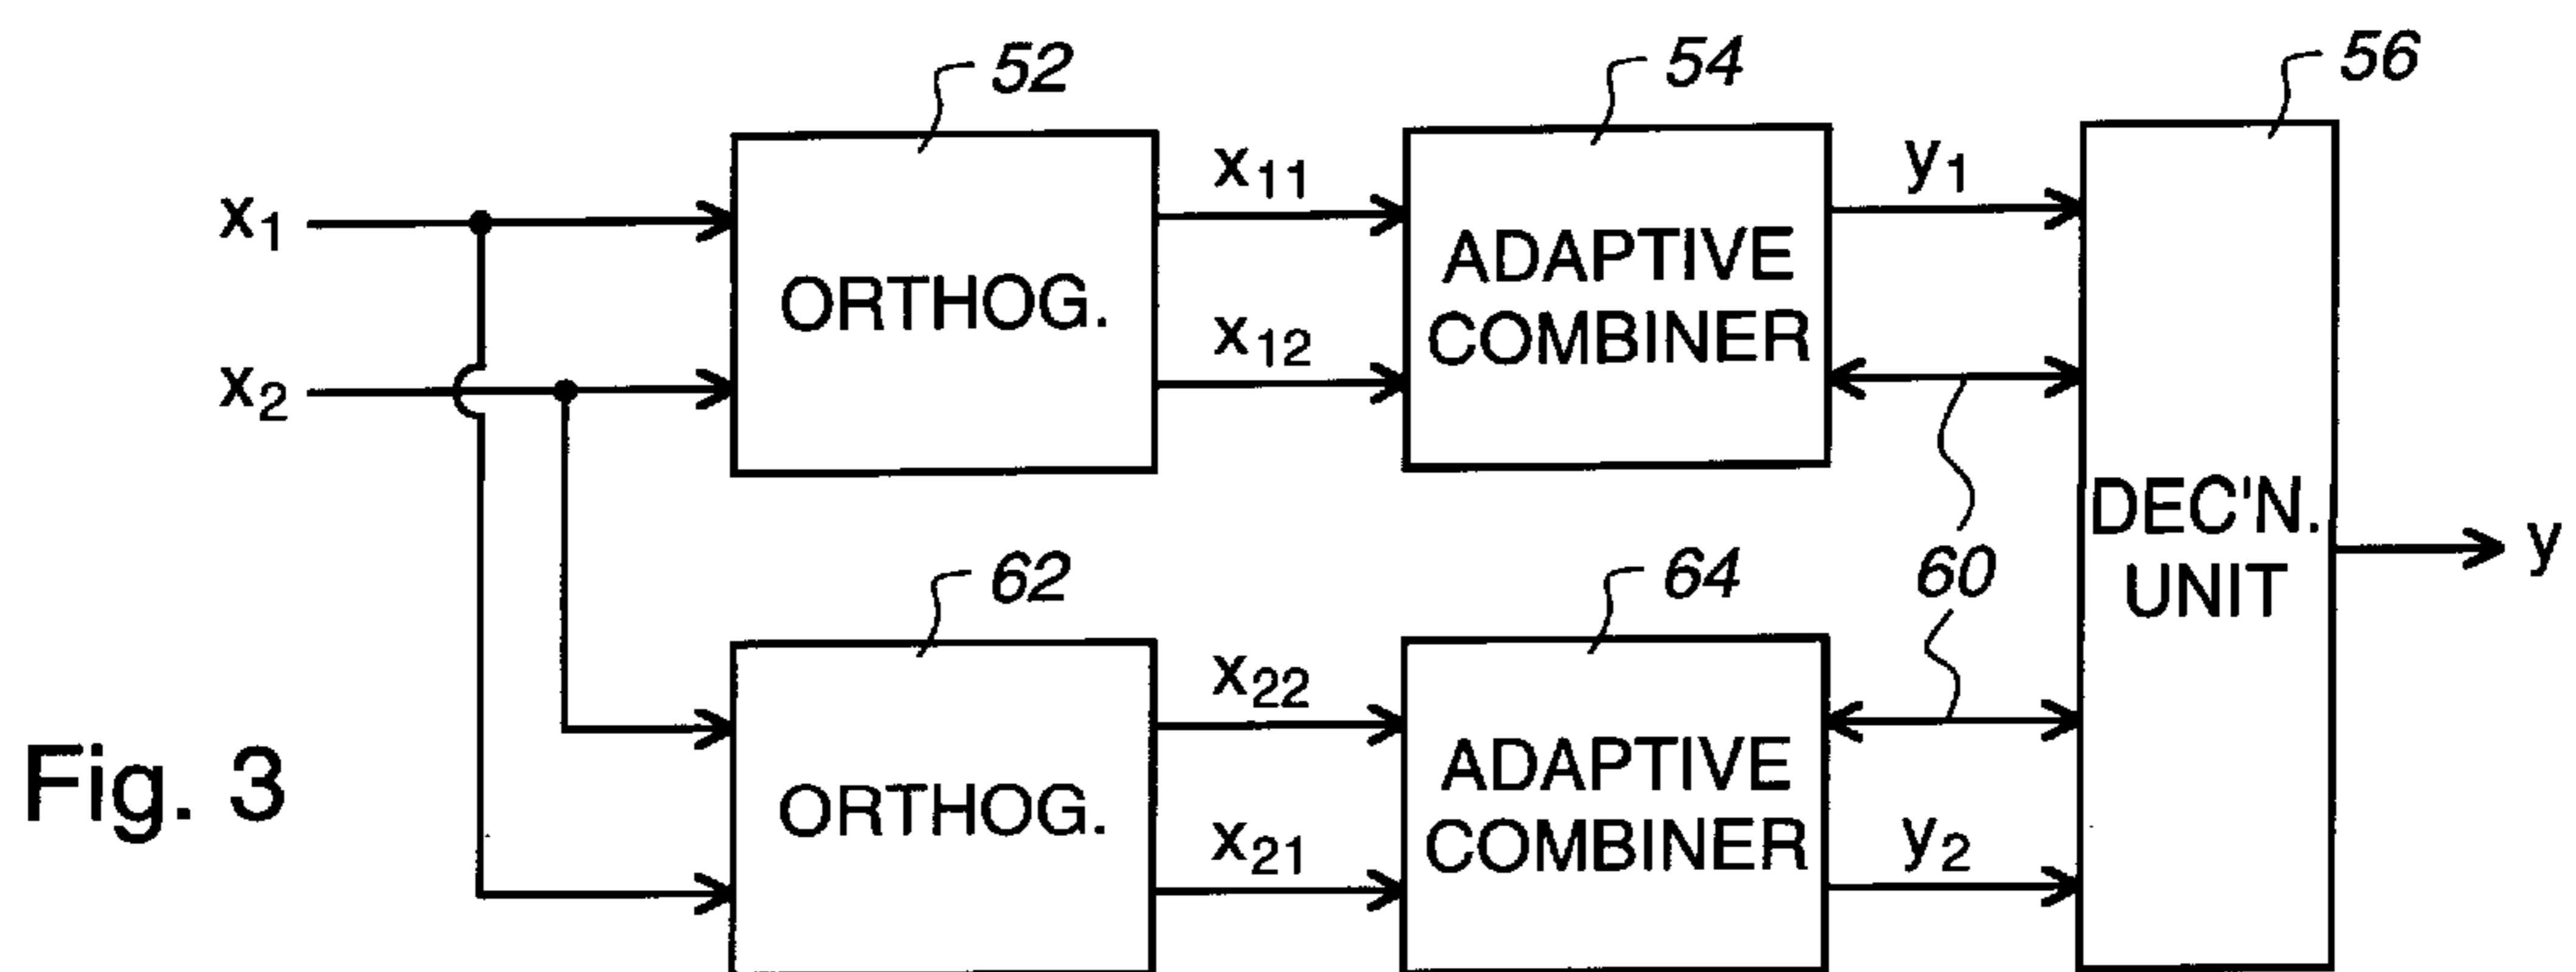 52
54
56
x₁
x₁₁
y₁
ORTHOG.
ADAPTIVE
COMBINER
x₂
x₁₂
DEC'N.
UNIT
y
60
62
64
x₂₂
Fig. 3
ORTHOG.
ADAPTIVE
COMBINER
x₂₁
y₂